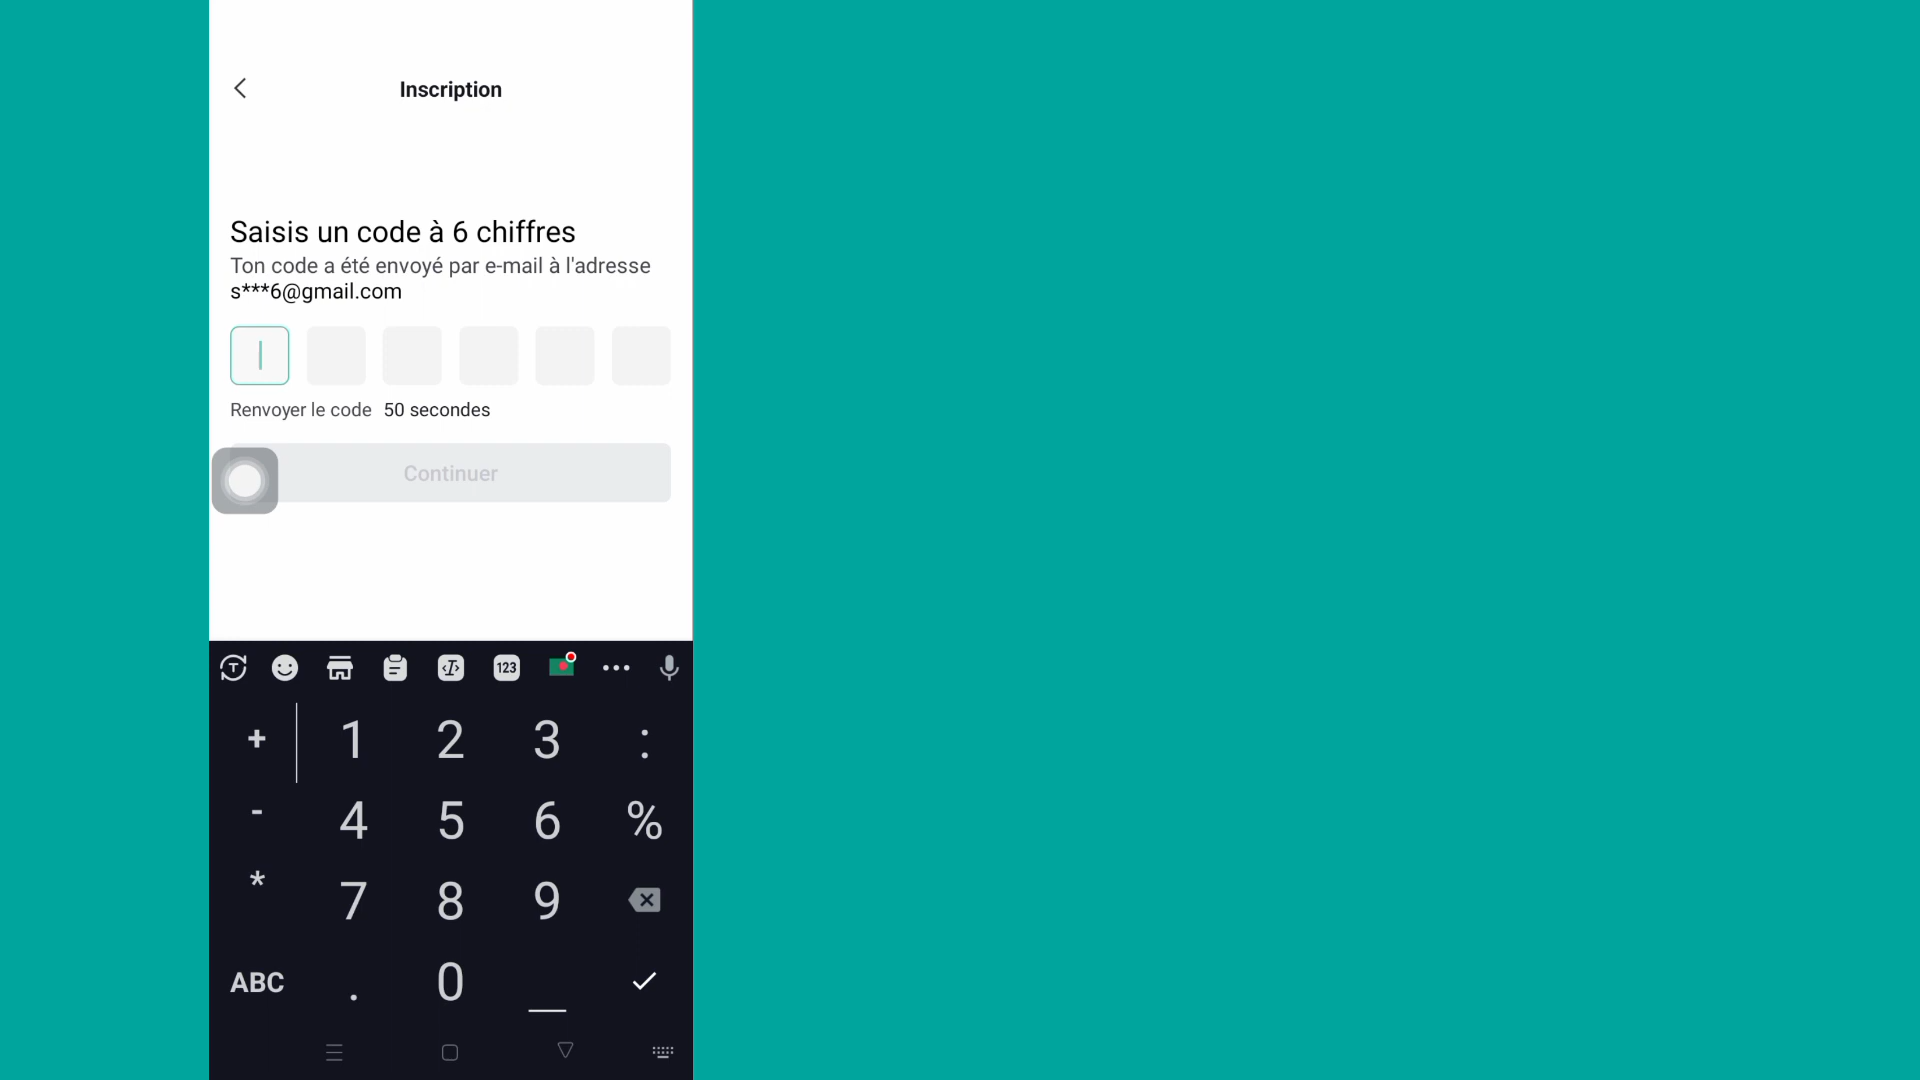 Inscription
Saisis un code à 6 chiffres
Ton code a été envoyé par e-mail à l'adresse
s***6@gmail.com
Renvoyer le code 50 secondes
Continuer
T I 123
+ 1 2 3 :
- 4 5 6 %
* 7 8 9
ABC . 0 _